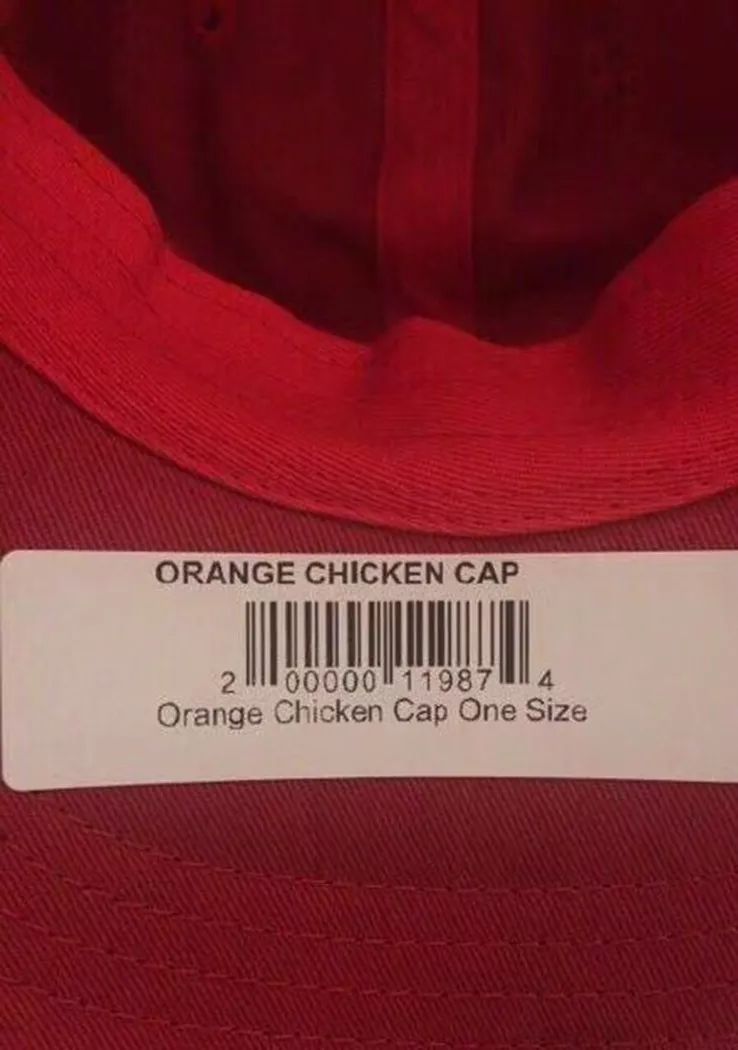 ORANGE CHICKEN CAP
2 00000 11987 4
Orange Chicken Cap One Size